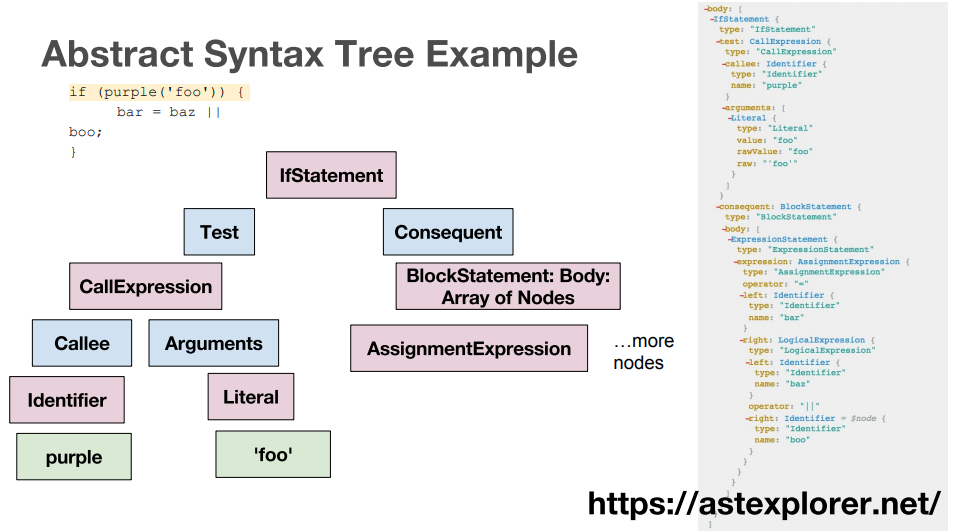 Abstract Syntax Tree Example
if (purple('foo')) {
bar = baz ||
boo;
}
IfStatement
Test
Consequent
CallExpression
BlockStatement: Body:
Array of Nodes
Callee
Arguments
AssignmentExpression
…more
nodes
Identifier
Literal
purple
'foo'
body: [
IfStatement {
type: "IfStatement"
test: CallExpression {
type: "CallExpression"
callee: Identifier {
type: "Identifier"
name: "purple"
}
arguments: [
Literal {
type: "Literal"
value: "foo"
rawValue: "foo"
raw: "'foo'"
}
]
}
consequent: BlockStatement {
type: "BlockStatement"
body: [
ExpressionStatement {
type: "ExpressionStatement"
expression: AssignmentExpression {
type: "AssignmentExpression"
operator: "="
left: Identifier {
type: "Identifier"
name: "bar"
}
right: LogicalExpression {
type: "LogicalExpression"
left: Identifier {
type: "Identifier"
name: "baz"
}
operator: "||"
right: Identifier = $node {
type: "Identifier"
name: "boo"
}
}
}
}
https://astexplorer.net/
]